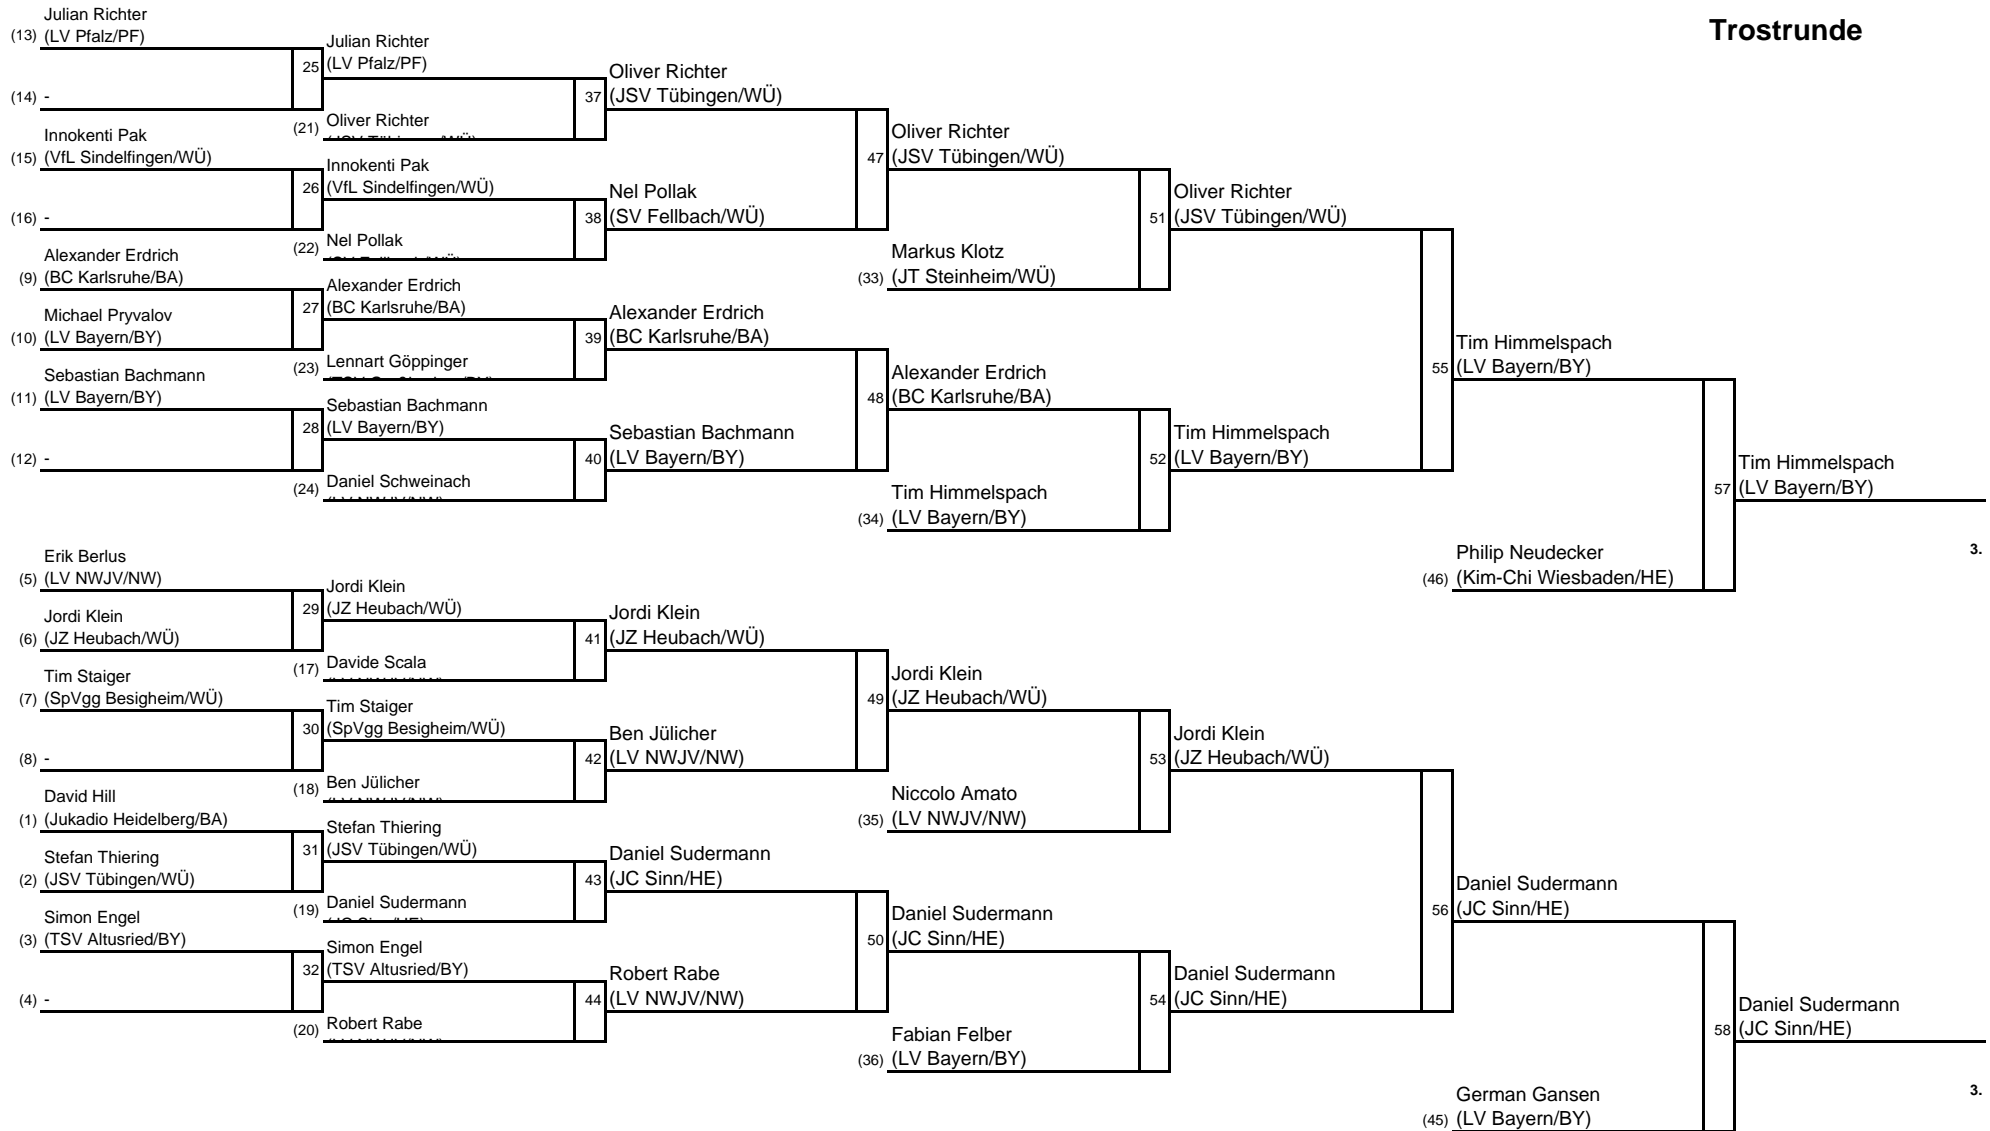 Trostrunde
Julian Richter
(13) (LV Pfalz/PF)
(14) -
Innokenti Pak
(15) (VfL Sindelfingen/WÜ)
(16) -
Alexander Erdrich
(9) (BC Karlsruhe/BA)
Michael Pryvalov
(10) (LV Bayern/BY)
Sebastian Bachmann
(11) (LV Bayern/BY)
(12) -
Erik Berlus
(5) (LV NWJV/NW)
Jordi Klein
(6) (JZ Heubach/WÜ)
Tim Staiger
(7) (SpVgg Besigheim/WÜ)
(8) -
David Hill
(1) (Jukadio Heidelberg/BA)
Stefan Thiering
(2) (JSV Tübingen/WÜ)
Simon Engel
(3) (TSV Altusried/BY)
(4) -
Julian Richter
25 (LV Pfalz/PF)
(21) Oliver Richter
Innokenti Pak
26 (VfL Sindelfingen/WÜ)
(22) Nel Pollak
Alexander Erdrich
27 (BC Karlsruhe/BA)
(23) Lennart Göppinger
Sebastian Bachmann
28 (LV Bayern/BY)
(24) Daniel Schweinach
Jordi Klein
29 (JZ Heubach/WÜ)
(17) Davide Scala
Tim Staiger
30 (SpVgg Besigheim/WÜ)
(18) Ben Jülicher
Stefan Thiering
31 (JSV Tübingen/WÜ)
(19) Daniel Sudermann
Simon Engel
32 (TSV Altusried/BY)
(20) Robert Rabe
Oliver Richter
37 (JSV Tübingen/WÜ)
Nel Pollak
38 (SV Fellbach/WÜ)
Alexander Erdrich
39 (BC Karlsruhe/BA)
Sebastian Bachmann
40 (LV Bayern/BY)
Jordi Klein
41 (JZ Heubach/WÜ)
Ben Jülicher
42 (LV NWJV/NW)
Daniel Sudermann
43 (JC Sinn/HE)
Robert Rabe
44 (LV NWJV/NW)
Oliver Richter
47 (JSV Tübingen/WÜ)
Markus Klotz
(33) (JT Steinheim/WÜ)
Alexander Erdrich
48 (BC Karlsruhe/BA)
Tim Himmelspach
(34) (LV Bayern/BY)
Jordi Klein
49 (JZ Heubach/WÜ)
Niccolo Amato
(35) (LV NWJV/NW)
Daniel Sudermann
50 (JC Sinn/HE)
Fabian Felber
(36) (LV Bayern/BY)
Oliver Richter
51 (JSV Tübingen/WÜ)
Tim Himmelspach
52 (LV Bayern/BY)
Jordi Klein
53 (JZ Heubach/WÜ)
Daniel Sudermann
54 (JC Sinn/HE)
Tim Himmelspach
55 (LV Bayern/BY)
Philip Neudecker
(46) (Kim-Chi Wiesbaden/HE)
Daniel Sudermann
56 (JC Sinn/HE)
German Gansen
(45) (LV Bayern/BY)
Tim Himmelspach
57 (LV Bayern/BY)
3.
Daniel Sudermann
58 (JC Sinn/HE)
3.